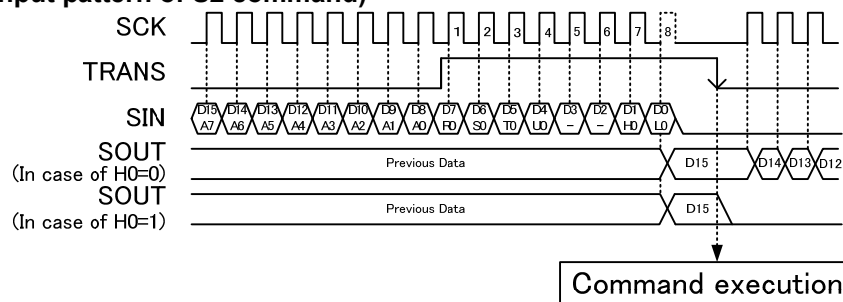 nput pattern of S2 command)
SCK
1 2 3 4 5 6 7 8
TRANS
SIN
D15 D14 D13 D12 D11 D10 D9 D8 D7 D6 D5 D4 D3 D2 D1 D0
A7 A6 A5 A4 A3 A2 A1 A0 R0 S0 T0 U0 - - H0 L0
SOUT
(In case of H0=0)
Previous Data
D15
D14 D13 D12
SOUT
(In case of H0=1)
Previous Data
D15
Command execution